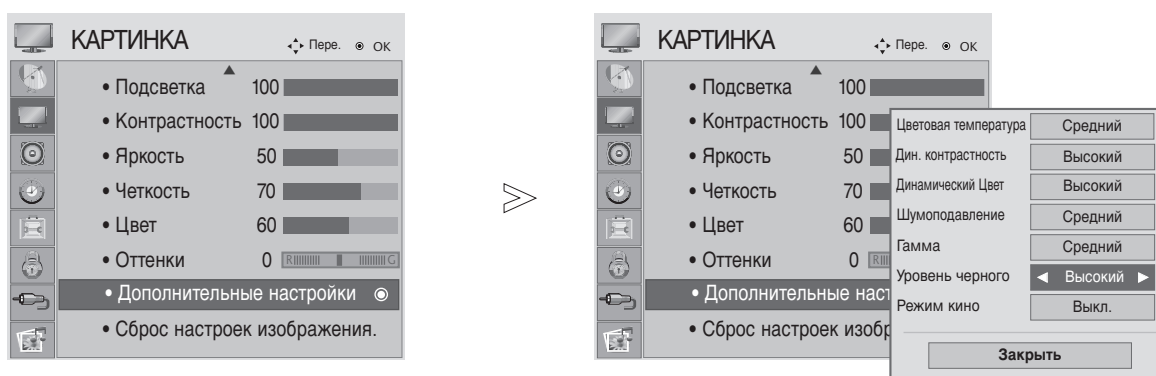 КАРТИНКА
Пере. ОК
• Подсветка 100
• Контрастность 100
• Яркость 50
• Четкость 70
• Цвет 60
• Оттенки 0 R G
• Дополнительные настройки
• Сброс настроек изображения.
КАРТИНКА
Пере. ОК
• Подсветка 100
• Контрастность 100
• Яркость 50
• Четкость 70
• Цвет 60
• Оттенки 0 R
• Дополнительные наст
• Сброс настроек изобр
Цветовая температура Средний
Дин. контрастность Высокий
Динамический Цвет Высокий
Шумоподавление Средний
Гамма Средний
Уровень черного ◄ Высокий ►
Режим кино Выкл.
Закрыть